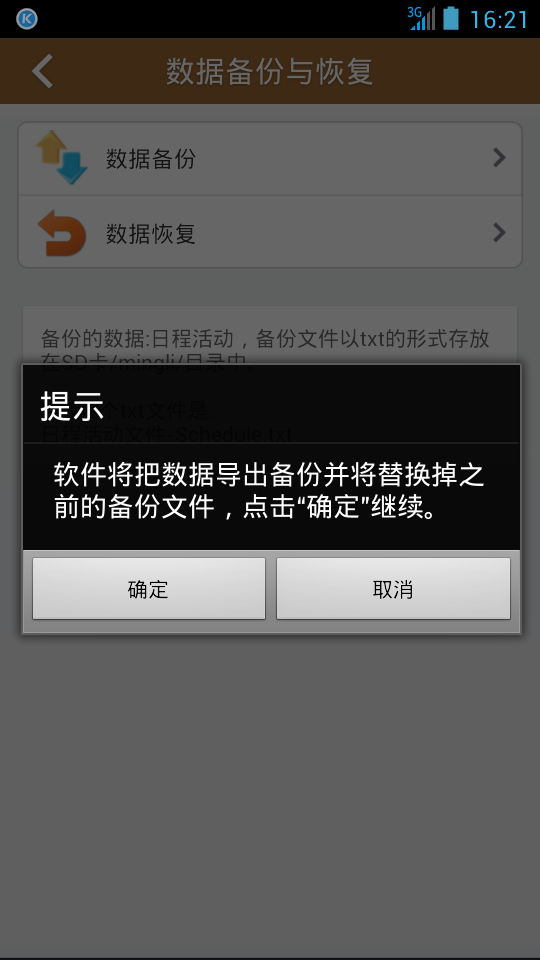 3G 16:21
数据备份与恢复
数据备份
数据恢复
备份的数据:日程活动，备份文件以txt的形式存放
在SD卡/mingli/目录中。
个txt文件是
日程活动文件-Schedule.txt
提示
软件将把数据导出备份并将替换掉之
前的备份文件，点击“确定”继续。
确定
取消